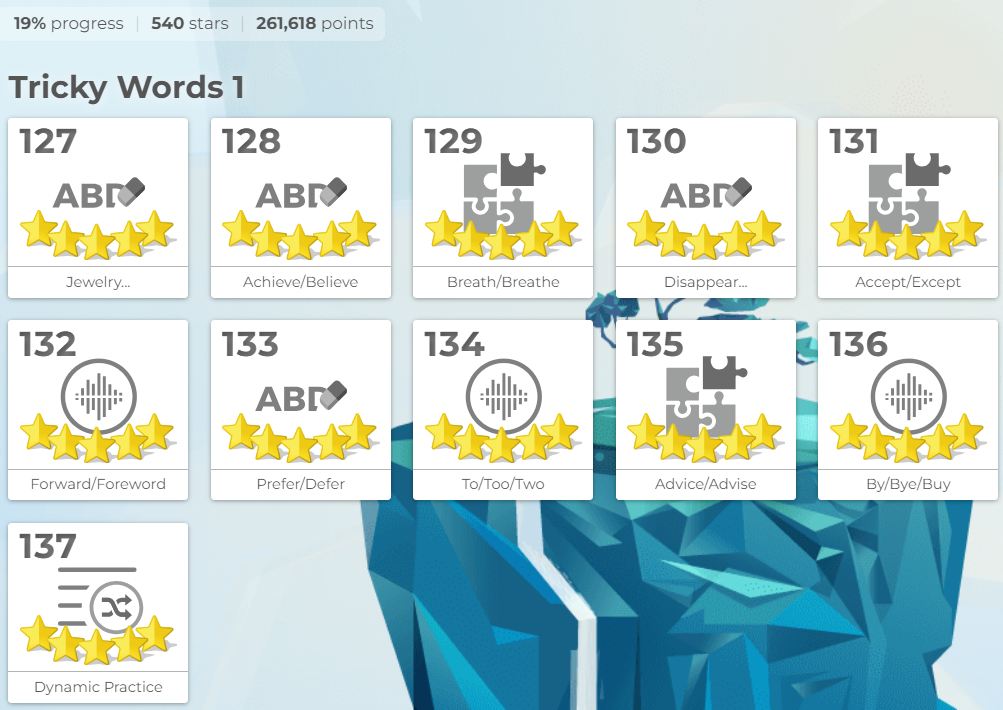 19% progress | 540 stars | 261,618 points
Tricky Words 1
127
ABD
Jewelry...
128
ABD
Achieve/Believe
129
Breath/Breathe
130
ABD
Disappear...
131
Accept/Except
132
Forward/Foreword
133
ABD
Prefer/Defer
134
To/Too/Two
135
Advice/Advise
136
By/Bye/Buy
137
Dynamic Practice